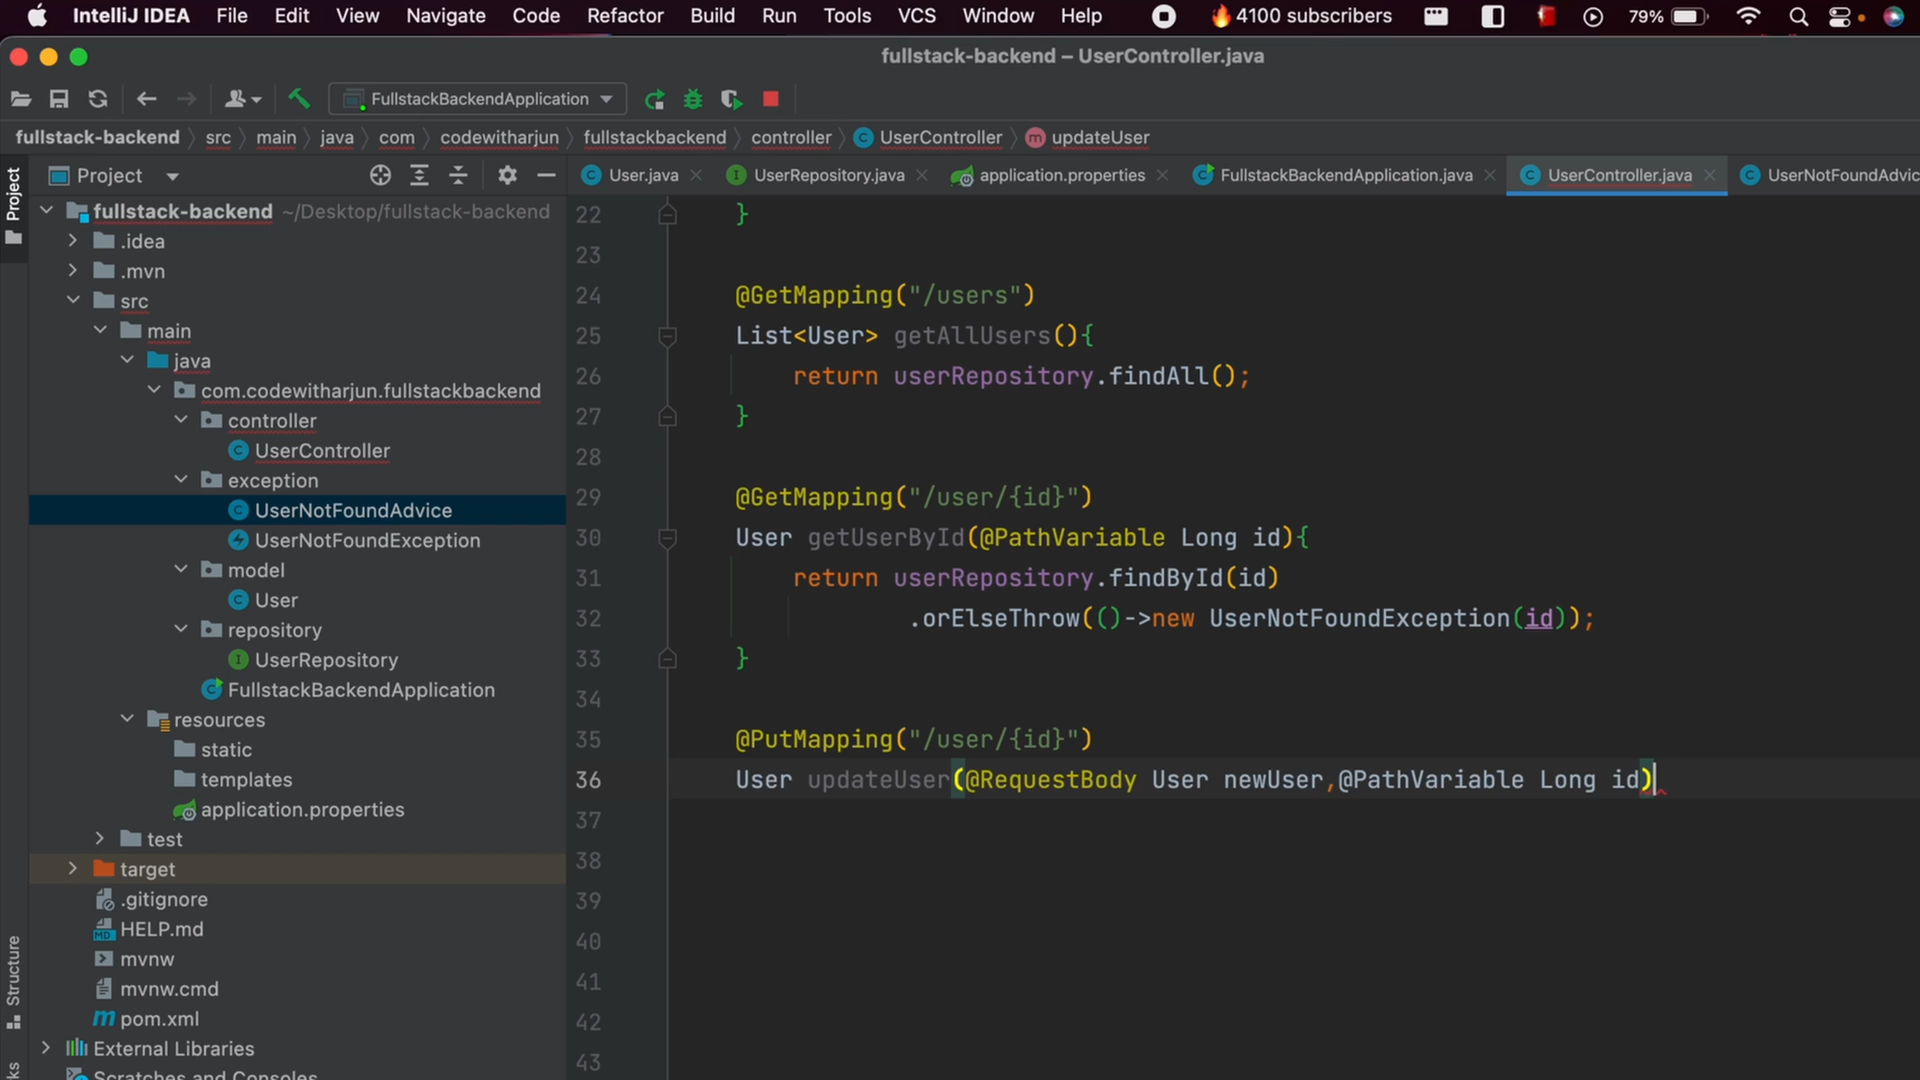 IntelliJ IDEA File Edit View Navigate Code Refactor Build Run Tools VCS Window Help 🔥4100 subscribers 79%
fullstack-backend – UserController.java
FullstackBackendApplication
fullstack-backend src main java com codewitharjun fullstackbackend controller UserController updateUser
Project
Project
User.java UserRepository.java application.properties FullstackBackendApplication.java UserController.java UserNotFoundAdvic
fullstack-backend ~/Desktop/fullstack-backend
.idea
.mvn
src
main
java
com.codewitharjun.fullstackbackend
controller
UserController
exception
UserNotFoundAdvice
UserNotFoundException
model
User
repository
UserRepository
FullstackBackendApplication
resources
static
templates
application.properties
test
target
.gitignore
HELP.md
mvnw
mvnw.cmd
pom.xml
External Libraries
Scratches and Consoles
Structure
22 }
23
24 @GetMapping("/users")
25 List<User> getAllUsers(){
26 return userRepository.findAll();
27 }
28
29 @GetMapping("/user/{id}")
30 User getUserById(@PathVariable Long id){
31 return userRepository.findById(id)
32 .orElseThrow(()->new UserNotFoundException(id));
33 }
34
35 @PutMapping("/user/{id}")
36 User updateUser(@RequestBody User newUser,@PathVariable Long id)
37
38
39
40
41
42
43